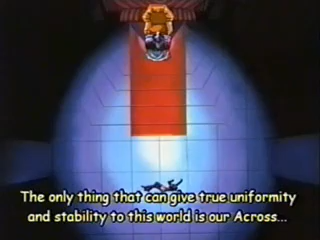 The only thing that can give true uniformity
and stability to this world is our Across...